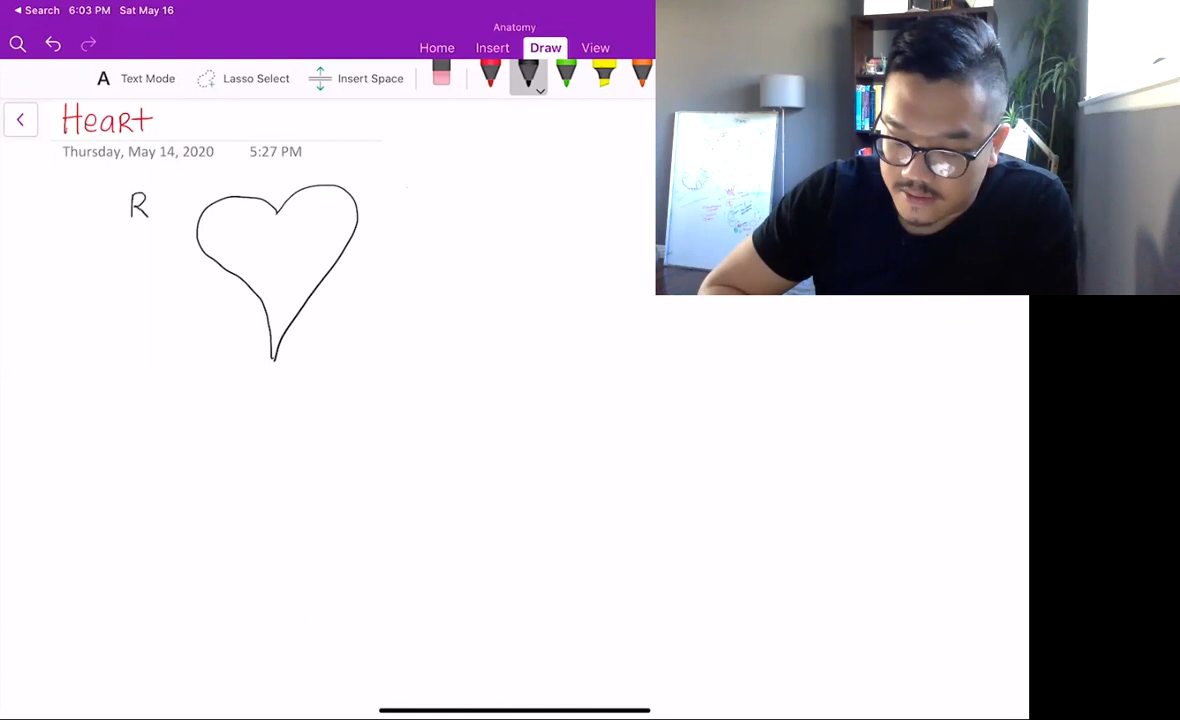 Search 6:03 PM Sat May 16
Anatomy
Home Insert Draw View
A Text Mode Lasso Select Insert Space
Heart
Thursday, May 14, 2020 5:27 PM
R